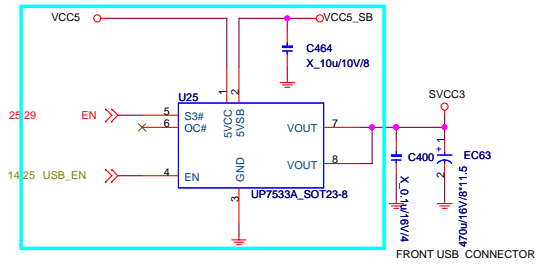 VCC5
VCC5_SB
C464
X_10u/10V/8
U25
1
2
5VCC
5VSB
25,29 EN
5
S3#
6
OC#
14,25 USB_EN
4
EN
GND
3
VOUT
7
VOUT
8
UP7533A_SOT23-8
SVCC3
C400
X_0.1u/16V/4
1
+
2
EC63
470u/16V/8*11.5
FRONT USB CONNECTOR